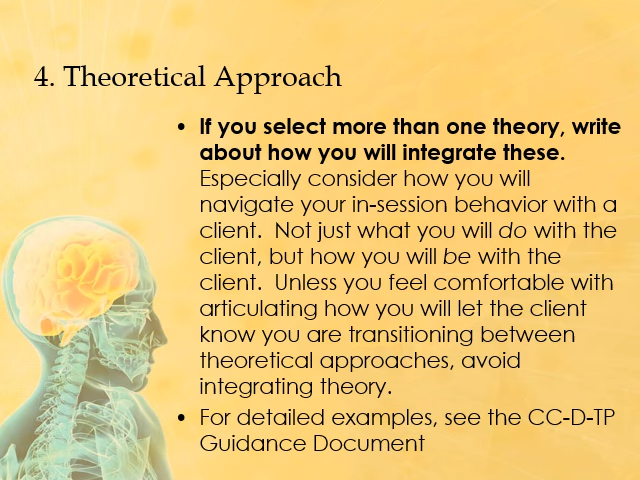 4. Theoretical Approach
• If you select more than one theory, write
about how you will integrate these.
Especially consider how you will
navigate your in-session behavior with a
client.  Not just what you will do with the
client, but how you will be with the
client.  Unless you feel comfortable with
articulating how you will let the client
know you are transitioning between
theoretical approaches, avoid
integrating theory.
• For detailed examples, see the CC-D-TP
Guidance Document